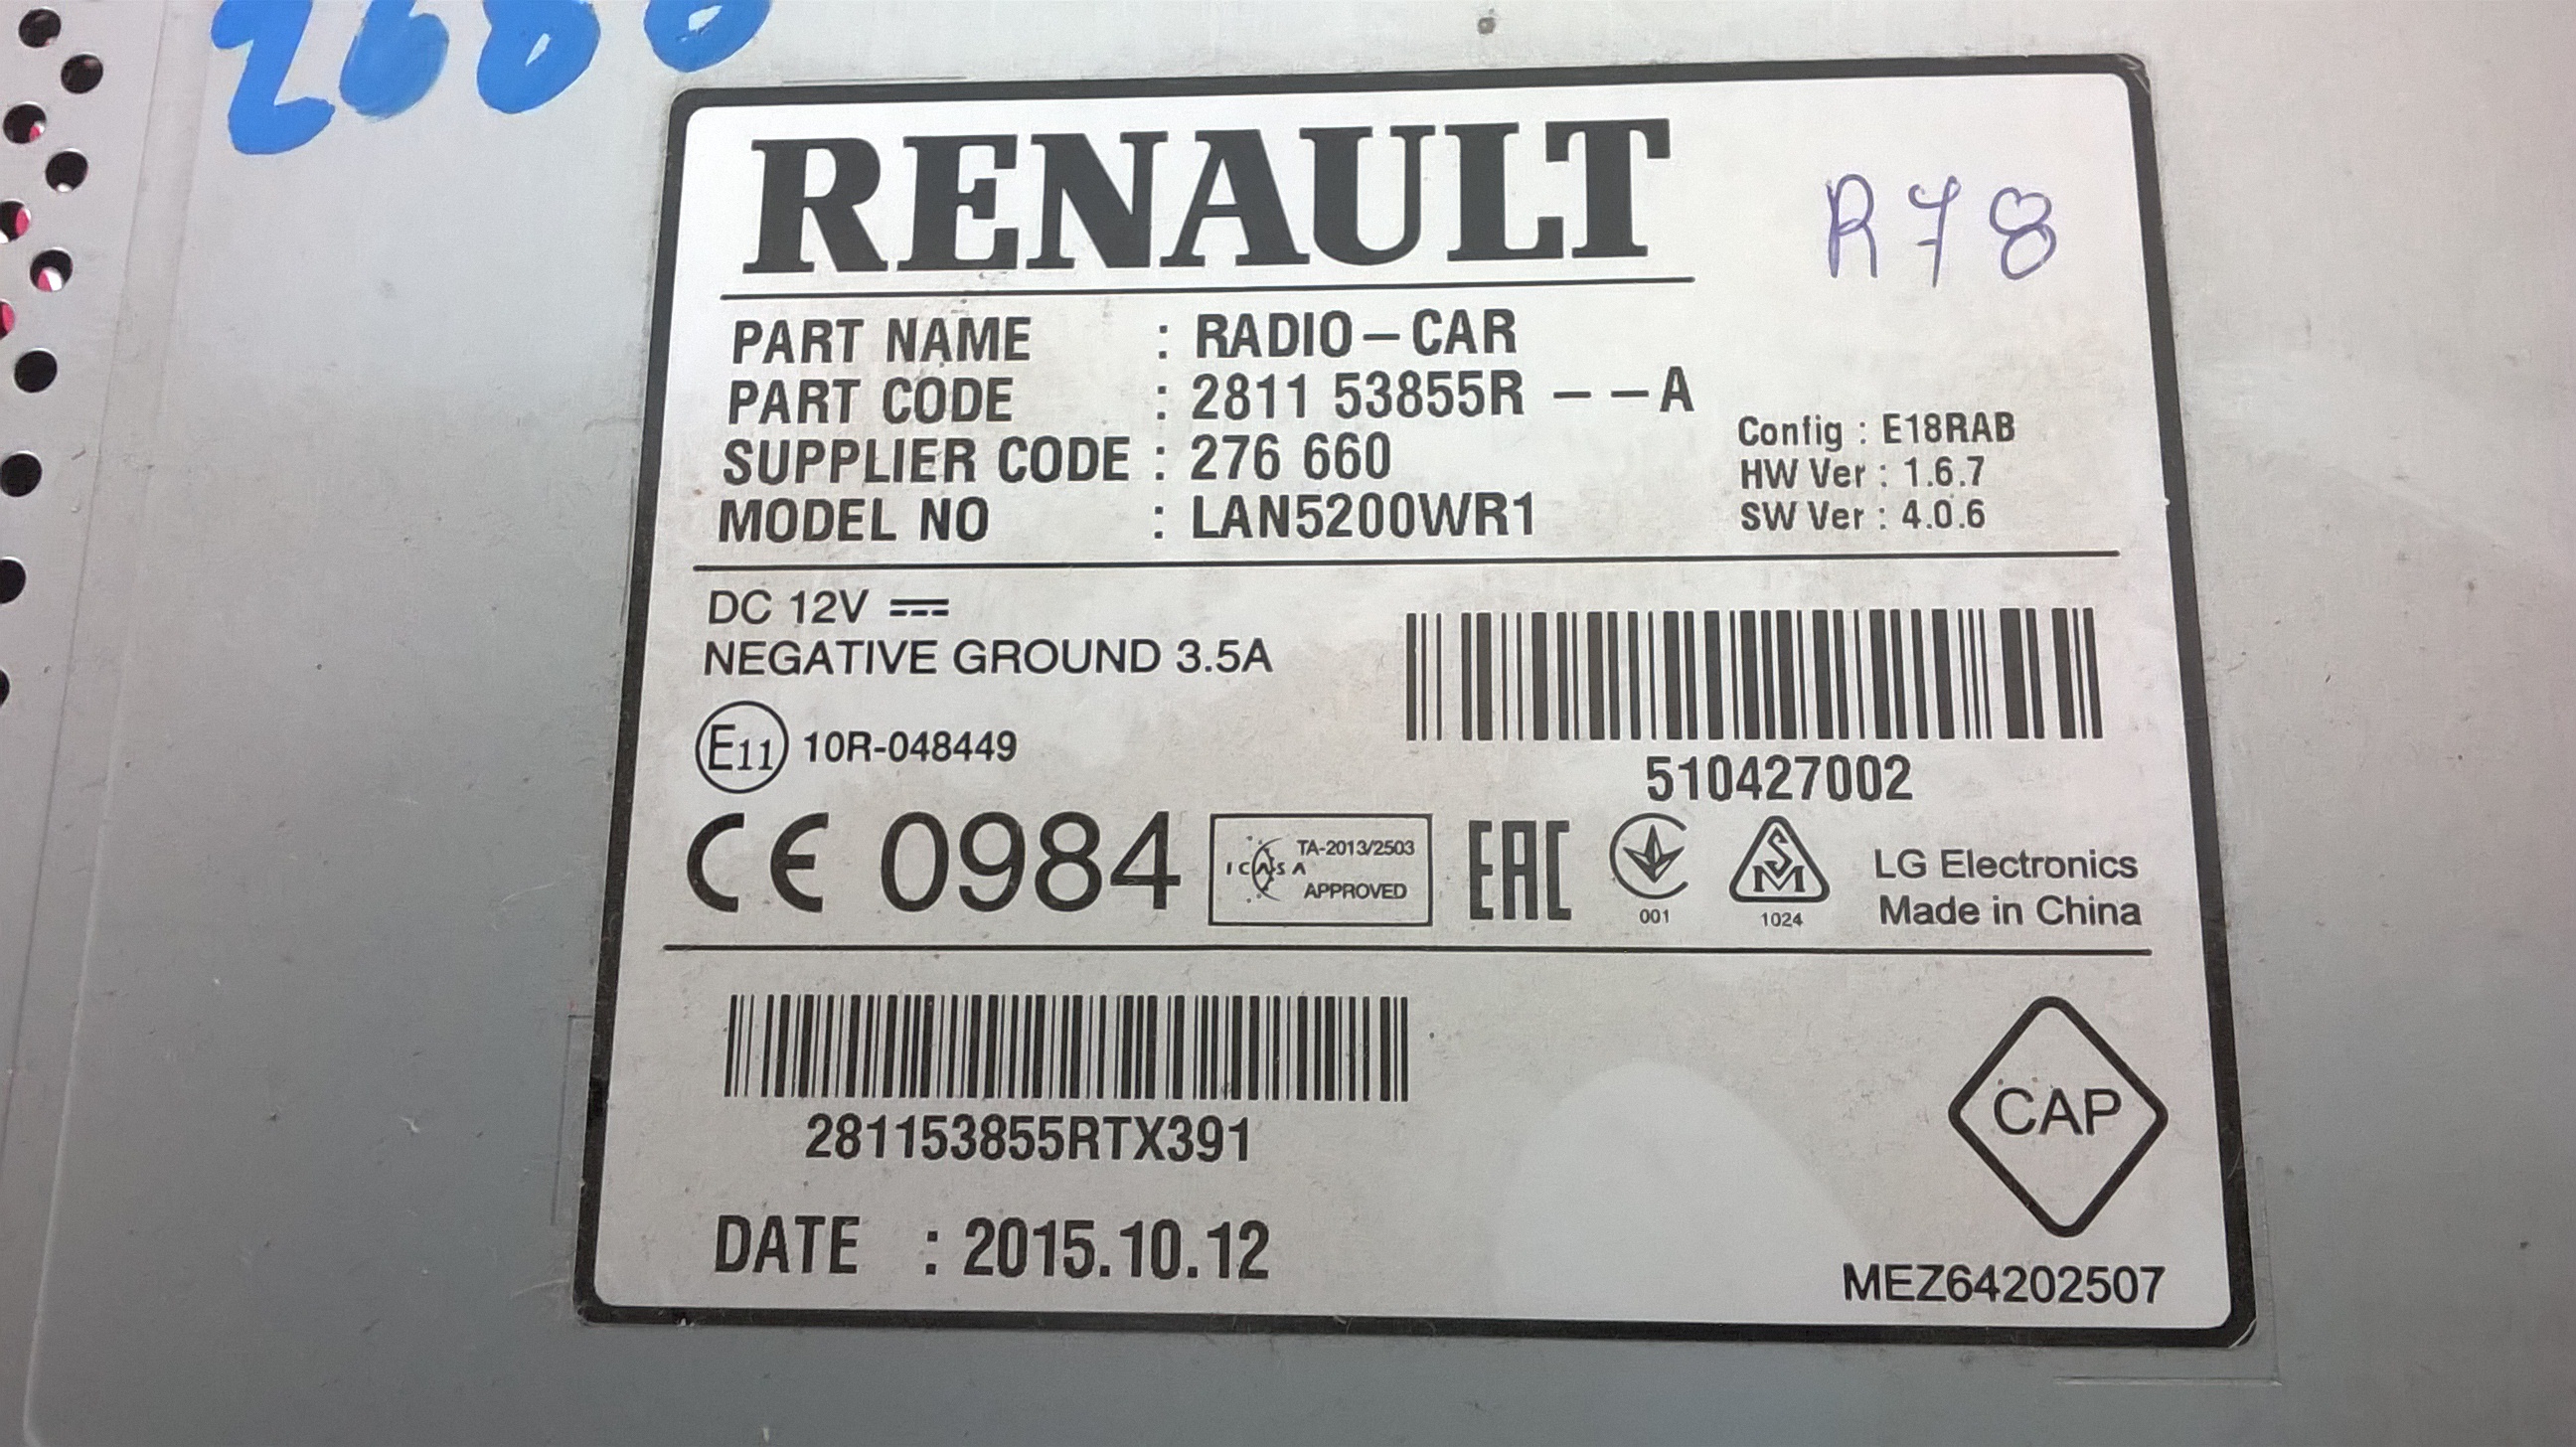 RENAULT
R78
PART NAME : RADIO-CAR
PART CODE : 2811 53855R --A
SUPPLIER CODE : 276 660
MODEL NO : LAN5200WR1
Config : E18RAB
HW Ver : 1.6.7
SW Ver : 4.0.6
DC 12V
NEGATIVE GROUND 3.5A
E11 10R-048449
510427002
CE 0984
ICASA
TA-2013/2503
APPROVED
EAC
001
SM
1024
LG Electronics
Made in China
281153855RTX391
DATE : 2015.10.12
CAP
MEZ64202507